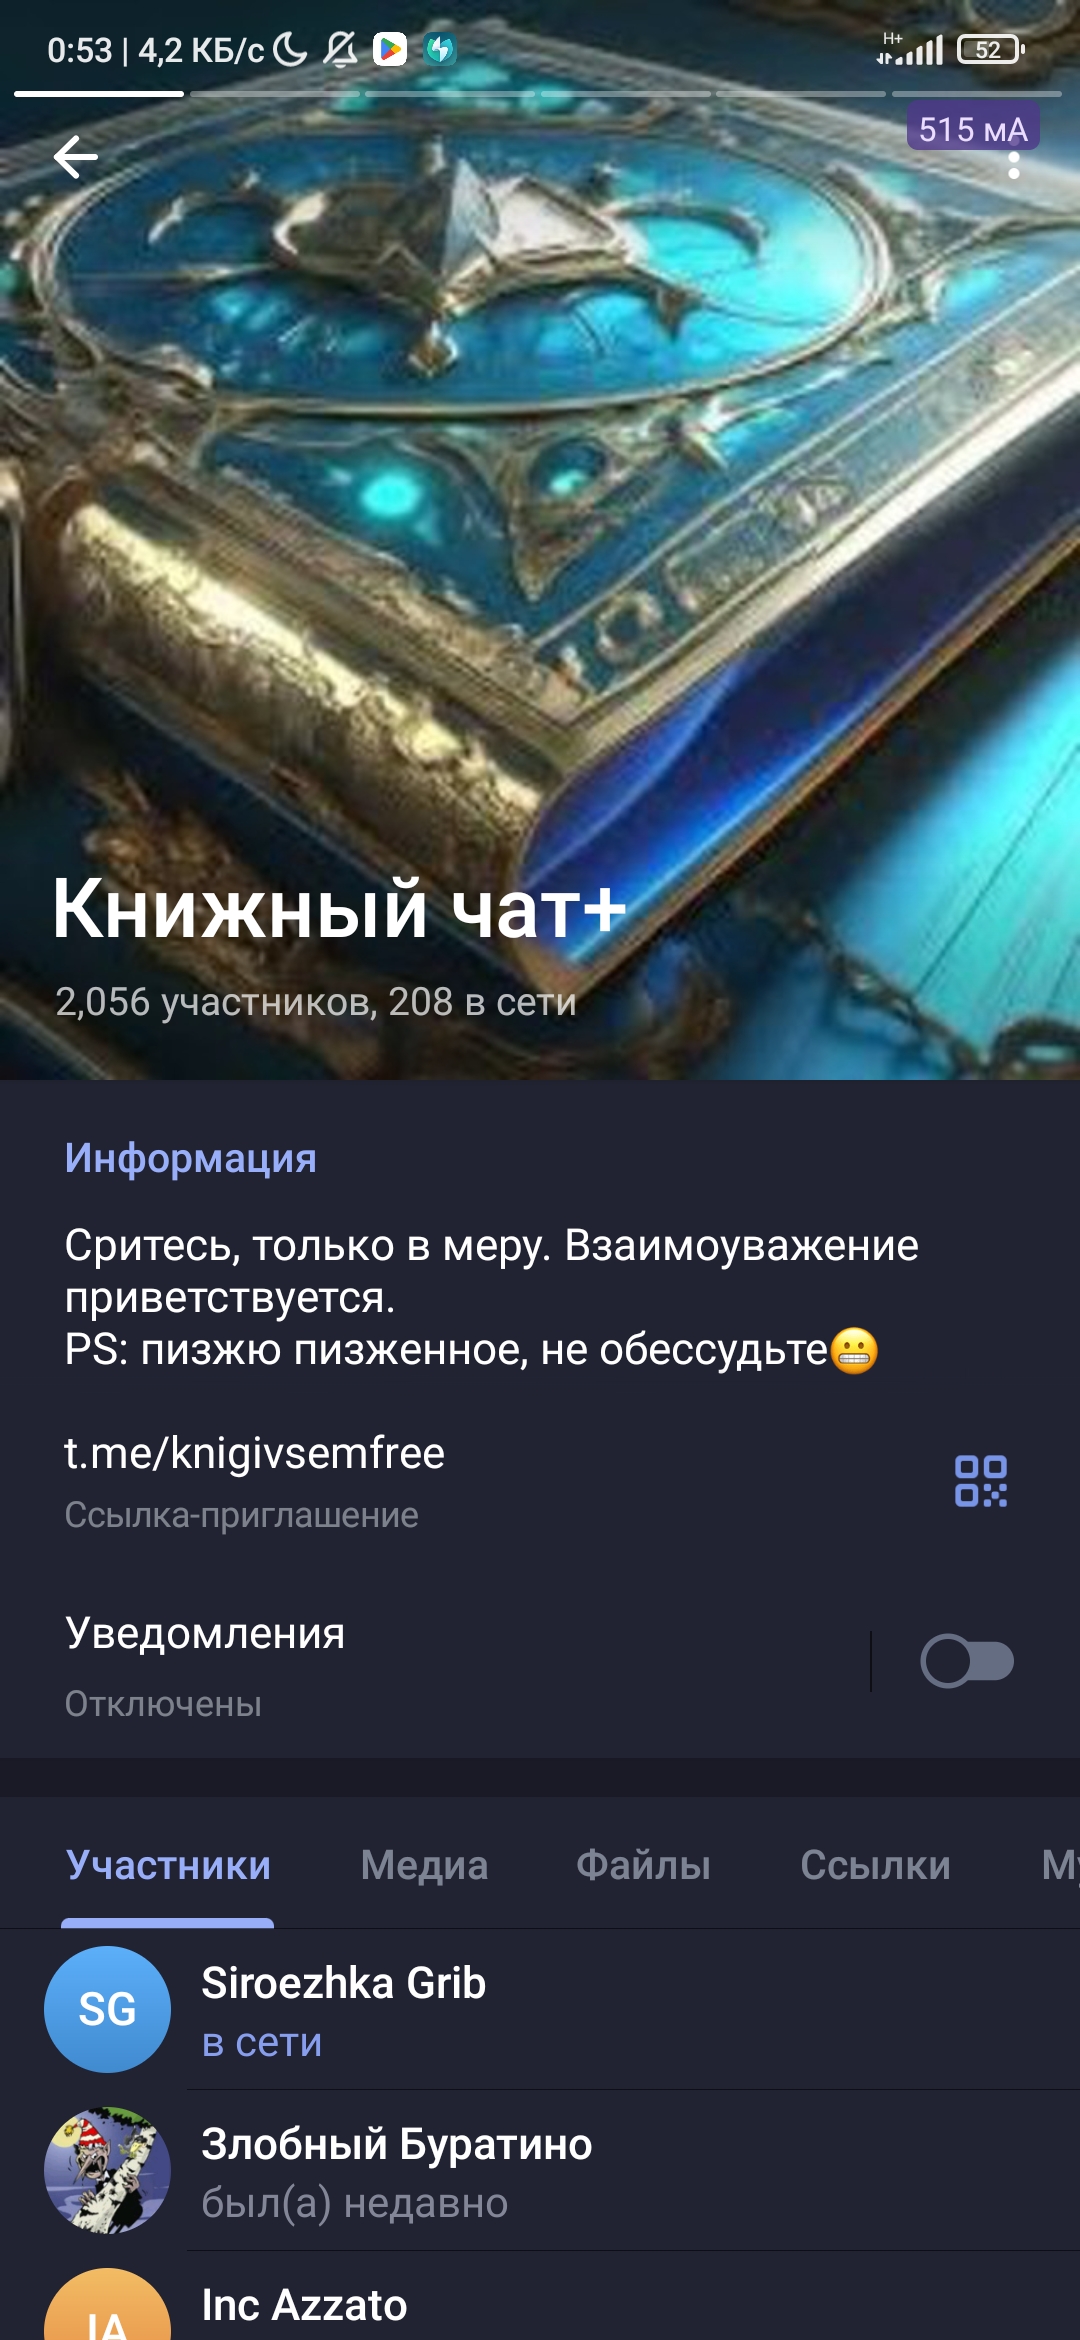 0:53 | 4,2 КБ/с
H+
52
515 мА
Книжный чат+
2,056 участников, 208 в сети
Информация
Сритесь, только в меру. Взаимоуважение
приветствуется.
PS: пизжю пизженное, не обессудьте😬
t.me/knigivsemfree
Ссылка-приглашение
Уведомления
Отключены
Участники Медиа Файлы Ссылки
SG
Siroezhka Grib
в сети
Злобный Буратино
был(а) недавно
IA
Inc Azzato